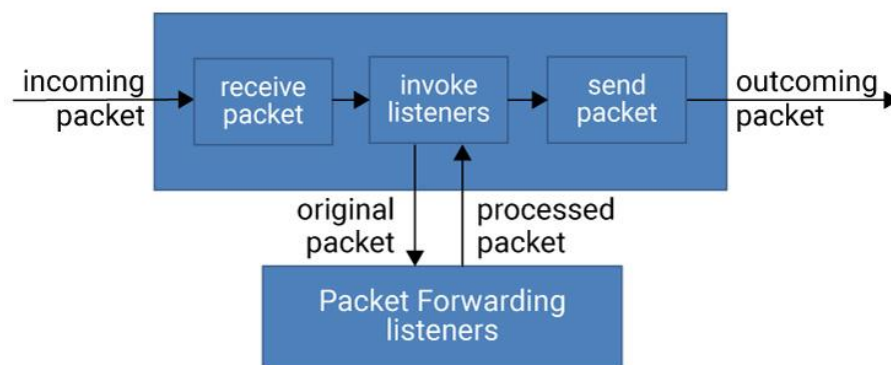 incoming
packet
receive
packet
invoke
listeners
send
packet
outcoming
packet
original
packet
processed
packet
Packet Forwarding
listeners